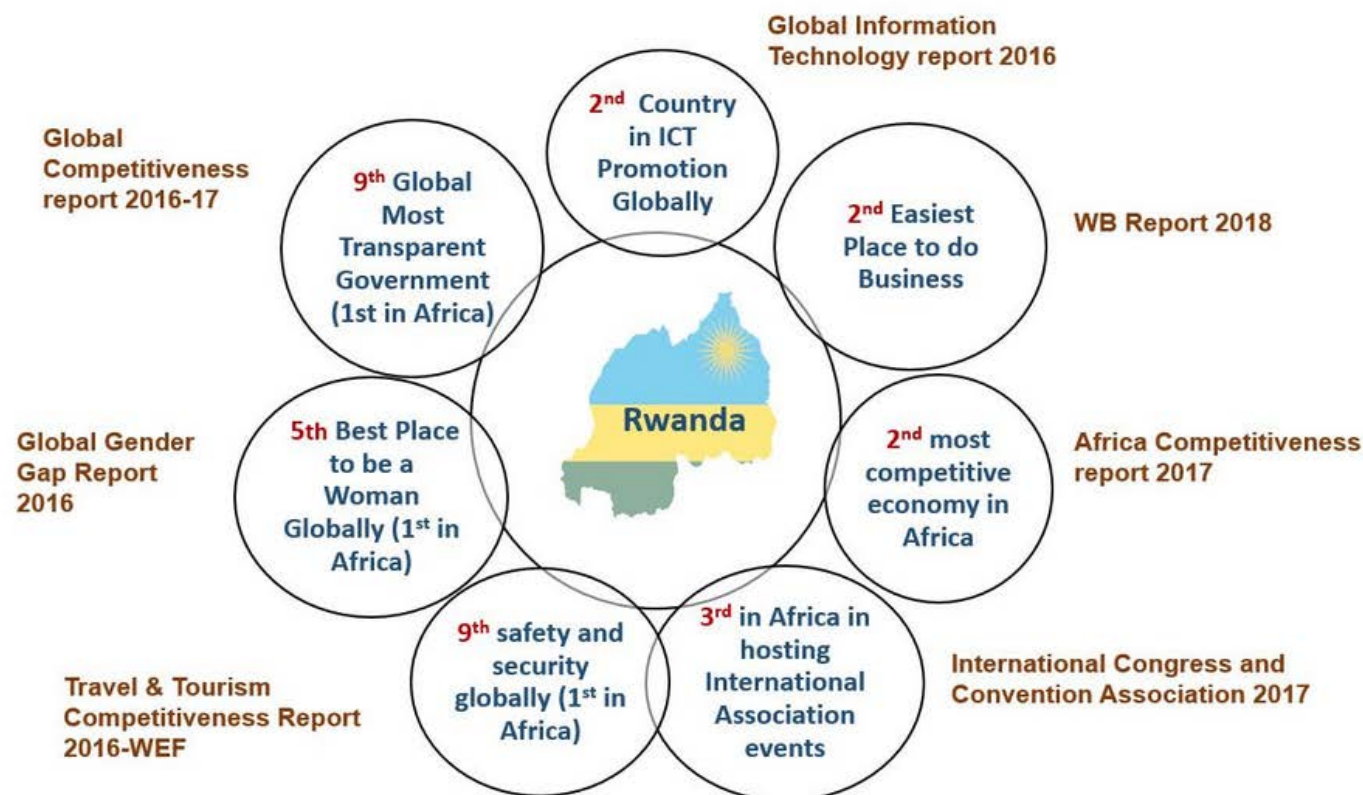 Global Information
Technology report 2016
2nd Country
in ICT
Promotion
Globally
Global
Competitiveness
report 2016-17
9th Global
Most
Transparent
Government
(1st in Africa)
2nd Easiest
Place to do
Business
WB Report 2018
Rwanda
Global Gender
Gap Report
2016
5th Best Place
to be a
Woman
Globally (1st in
Africa)
2nd most
competitive
economy in
Africa
Africa Competitiveness
report 2017
Travel & Tourism
Competitiveness Report
2016-WEF
9th safety and
security
globally (1st in
Africa)
3rd in Africa in
hosting
International
Association
events
International Congress and
Convention Association 2017